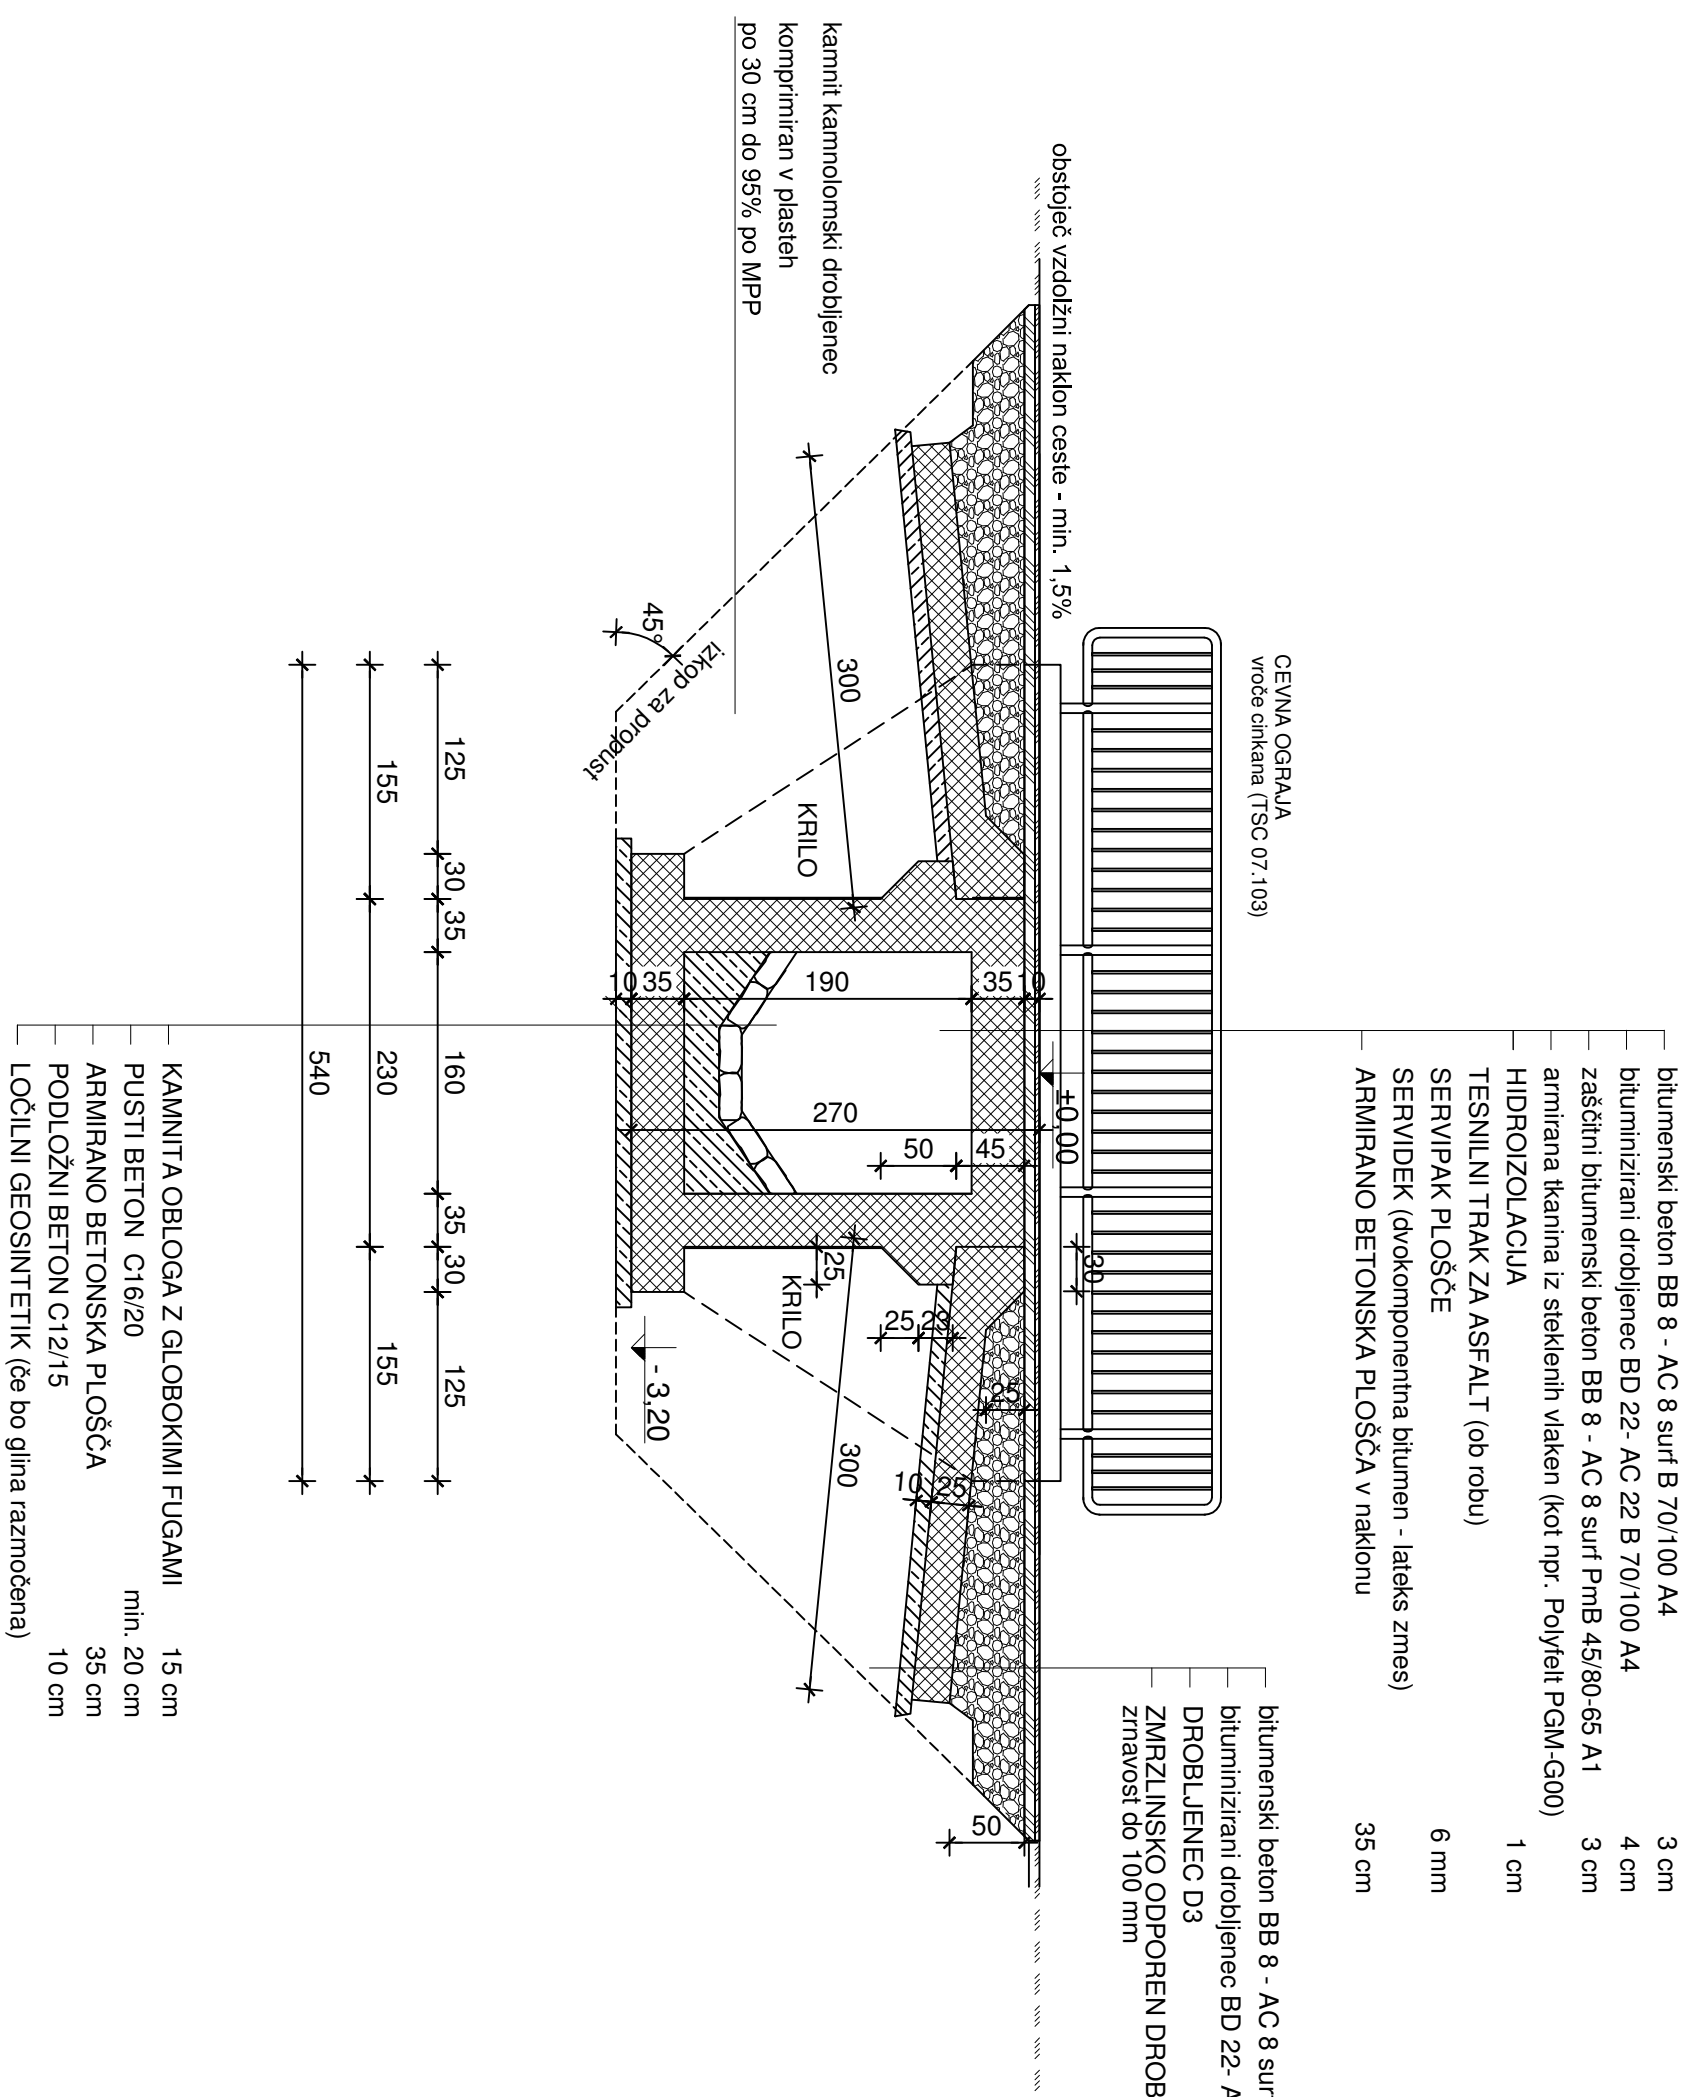 bitumenski beton BB 8 - AC 8 surf B 70/100 A4 3 cm
bituminizirani drobljenec BD 22- AC 22 B 70/100 A4 4 cm
zaščitni bitumenski beton BB 8 - AC 8 surf PmB 45/80-65 A1 3 cm
armirana tkanina iz steklenih vlaken (kot npr. Polyfelt PGM-G00)
HIDROIZOLACIJA 1 cm
TESNILNI TRAK ZA ASFALT (ob robu)
SERVIPAK PLOŠČE 6 mm
SERVIDEK (dvokomponentna bitumen - lateks zmes)
ARMIRANO BETONSKA PLOŠČA v naklonu 35 cm
bitumenski beton BB 8 - AC 8 sur
bituminizirani drobljenec BD 22- A
DROBLJENEC D3
ZMRZLINSKO ODPOREN DROB
zrnavost do 100 mm
CEVNA OGRAJA
vroče cinkana (TSC 07.103)
obstoječ vzdolžni naklon ceste - min. 1,5%
kamnit kamnolomski drobljenec
komprimiran v plasteh
po 30 cm do 95% po MPP
±0,00
30
10
35
45
50
25
50
190
270
300
300
KRILO
KRILO
25
25
23
10
25
10
35
45°
izkop za propust
- 3,20
125
30
35
160
35
30
125
155
230
155
540
KAMNITA OBLOGA Z GLOBOKIMI FUGAMI 15 cm
PUSTI BETON C16/20 min. 20 cm
ARMIRANO BETONSKA PLOŠČA 35 cm
PODLOŽNI BETON C12/15 10 cm
LOČILNI GEOSINTETIK (če bo glina razmočena)